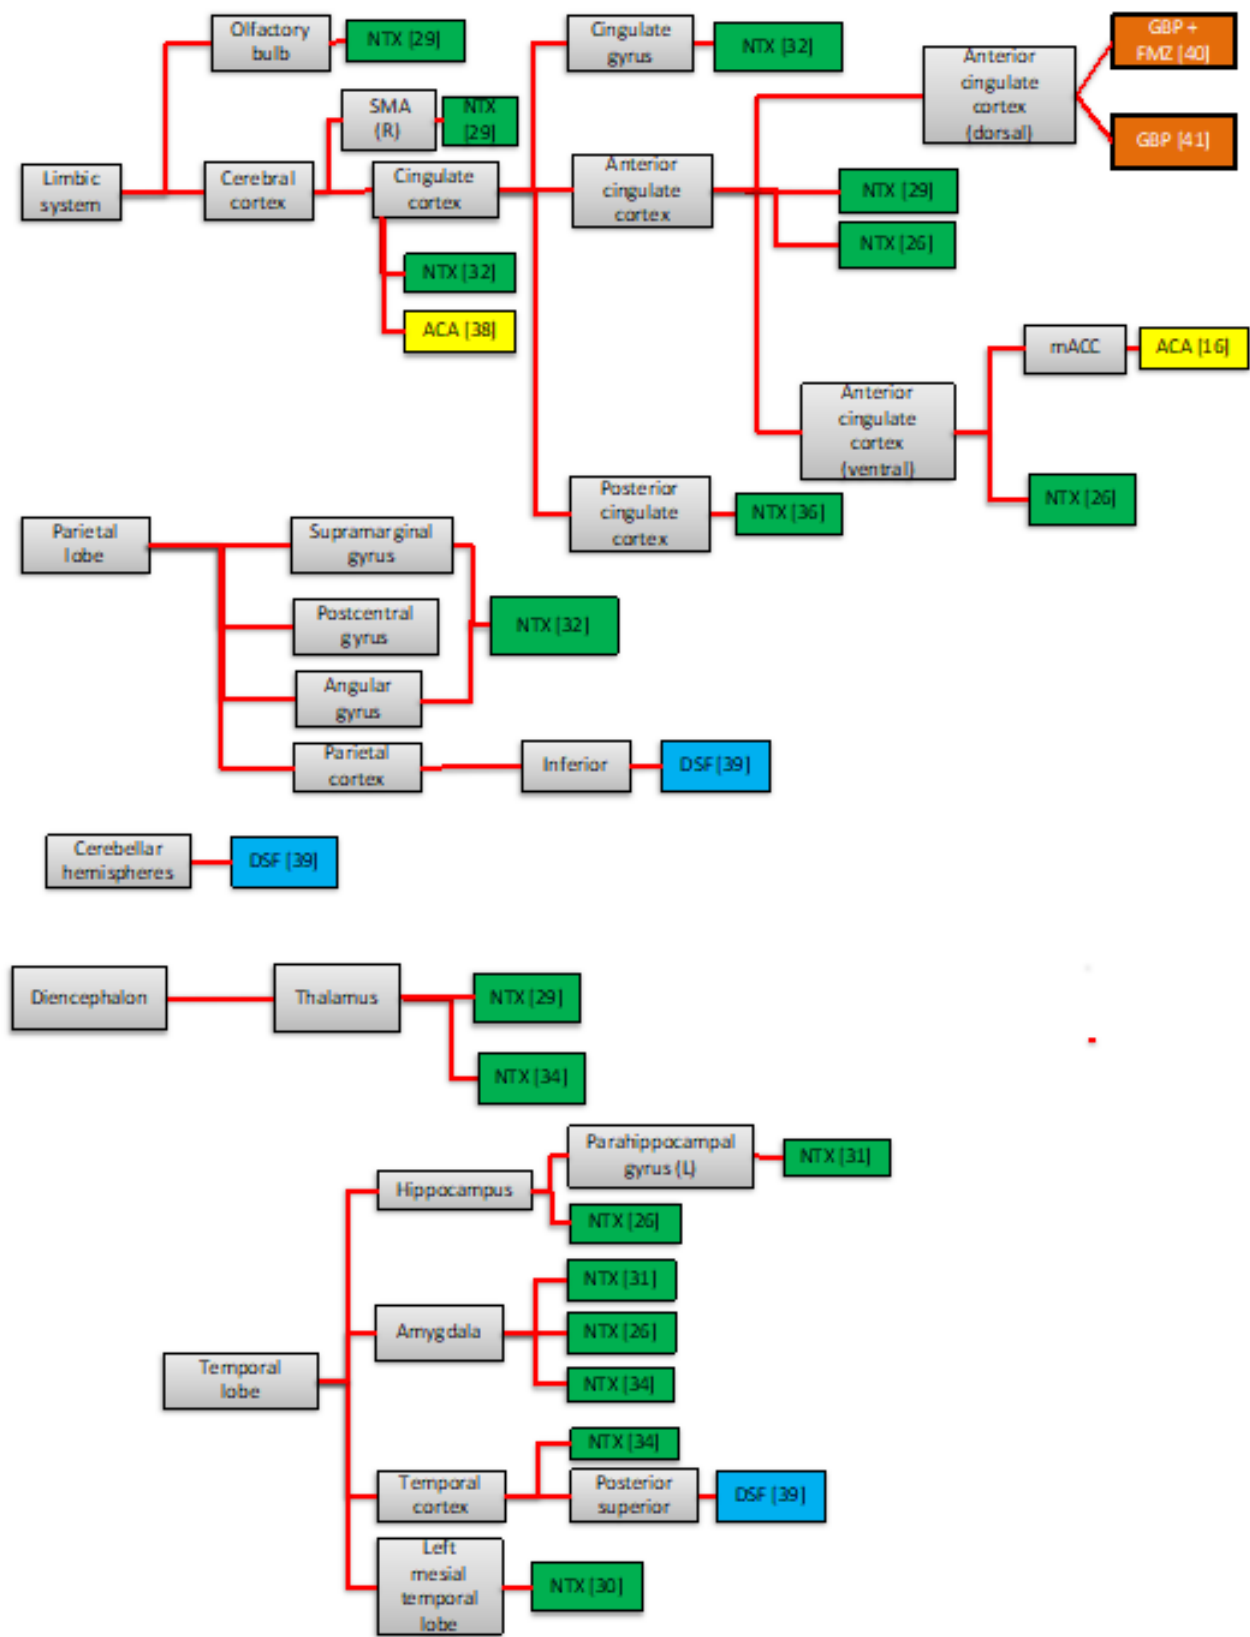 Olfactory
bulb
NTX [29]
Cingulate
gyrus
NTX [32]
GBP +
FMZ [40]
Anterior
cingulate
cortex
(dorsal)
GBP [41]
SMA
(R)
NTX
[29]
Limbic
system
Cerebral
cortex
Cingulate
cortex
Anterior
cingulate
cortex
NTX [29]
NTX [26]
NTX [32]
ACA [38]
mACC
ACA [16]
Anterior
cingulate
cortex
(ventral)
NTX [26]
Posterior
cingulate
cortex
NTX [36]
Parietal
lobe
Supramarginal
gyrus
Postcentral
gyrus
NTX [32]
Angular
gyrus
Parietal
cortex
Inferior
DSF [39]
Cerebellar
hemispheres
DSF [39]
Diencephalon
Thalamus
NTX [29]
NTX [34]
Parahippocampal
gyrus (L)
NTX [31]
Hippocampus
NTX [26]
NTX [31]
Amygdala
NTX [26]
NTX [34]
Temporal
lobe
NTX [34]
Temporal
cortex
Posterior
superior
DSF [39]
Left
mesial
temporal
lobe
NTX [30]